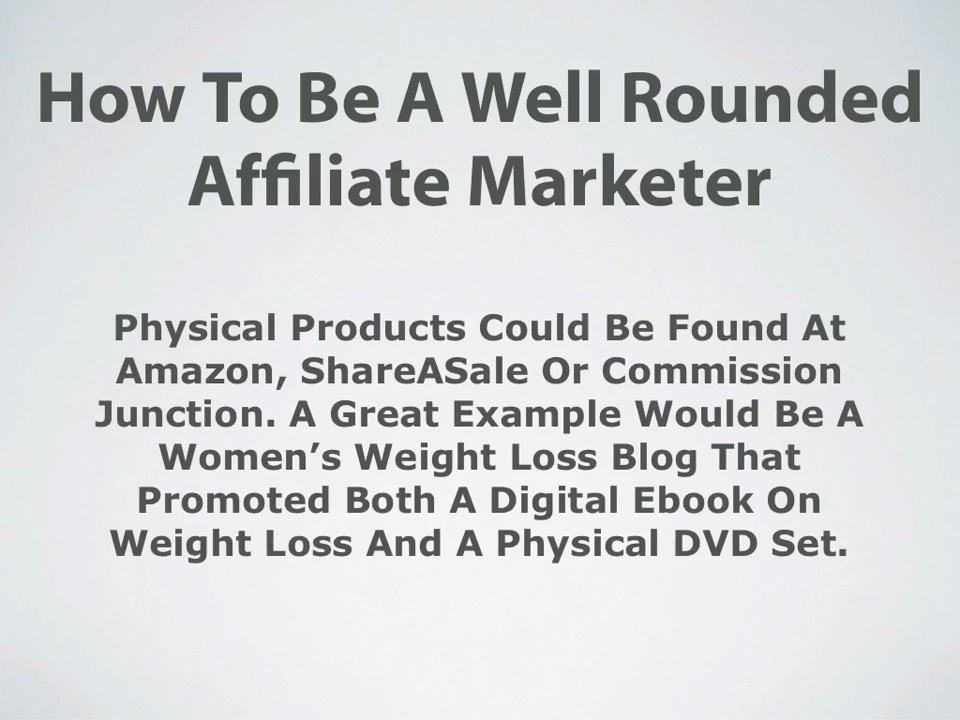 How To Be A Well Rounded
Affiliate Marketer
Physical Products Could Be Found At
Amazon, ShareASale Or Commission
Junction. A Great Example Would Be A
Women’s Weight Loss Blog That
Promoted Both A Digital Ebook On
Weight Loss And A Physical DVD Set.